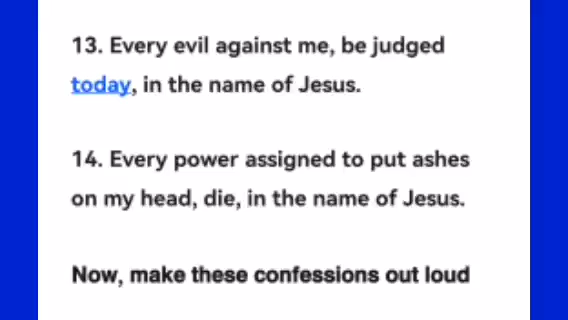 13. Every evil against me, be judged
today, in the name of Jesus.
14. Every power assigned to put ashes
on my head, die, in the name of Jesus.
Now, make these confessions out loud